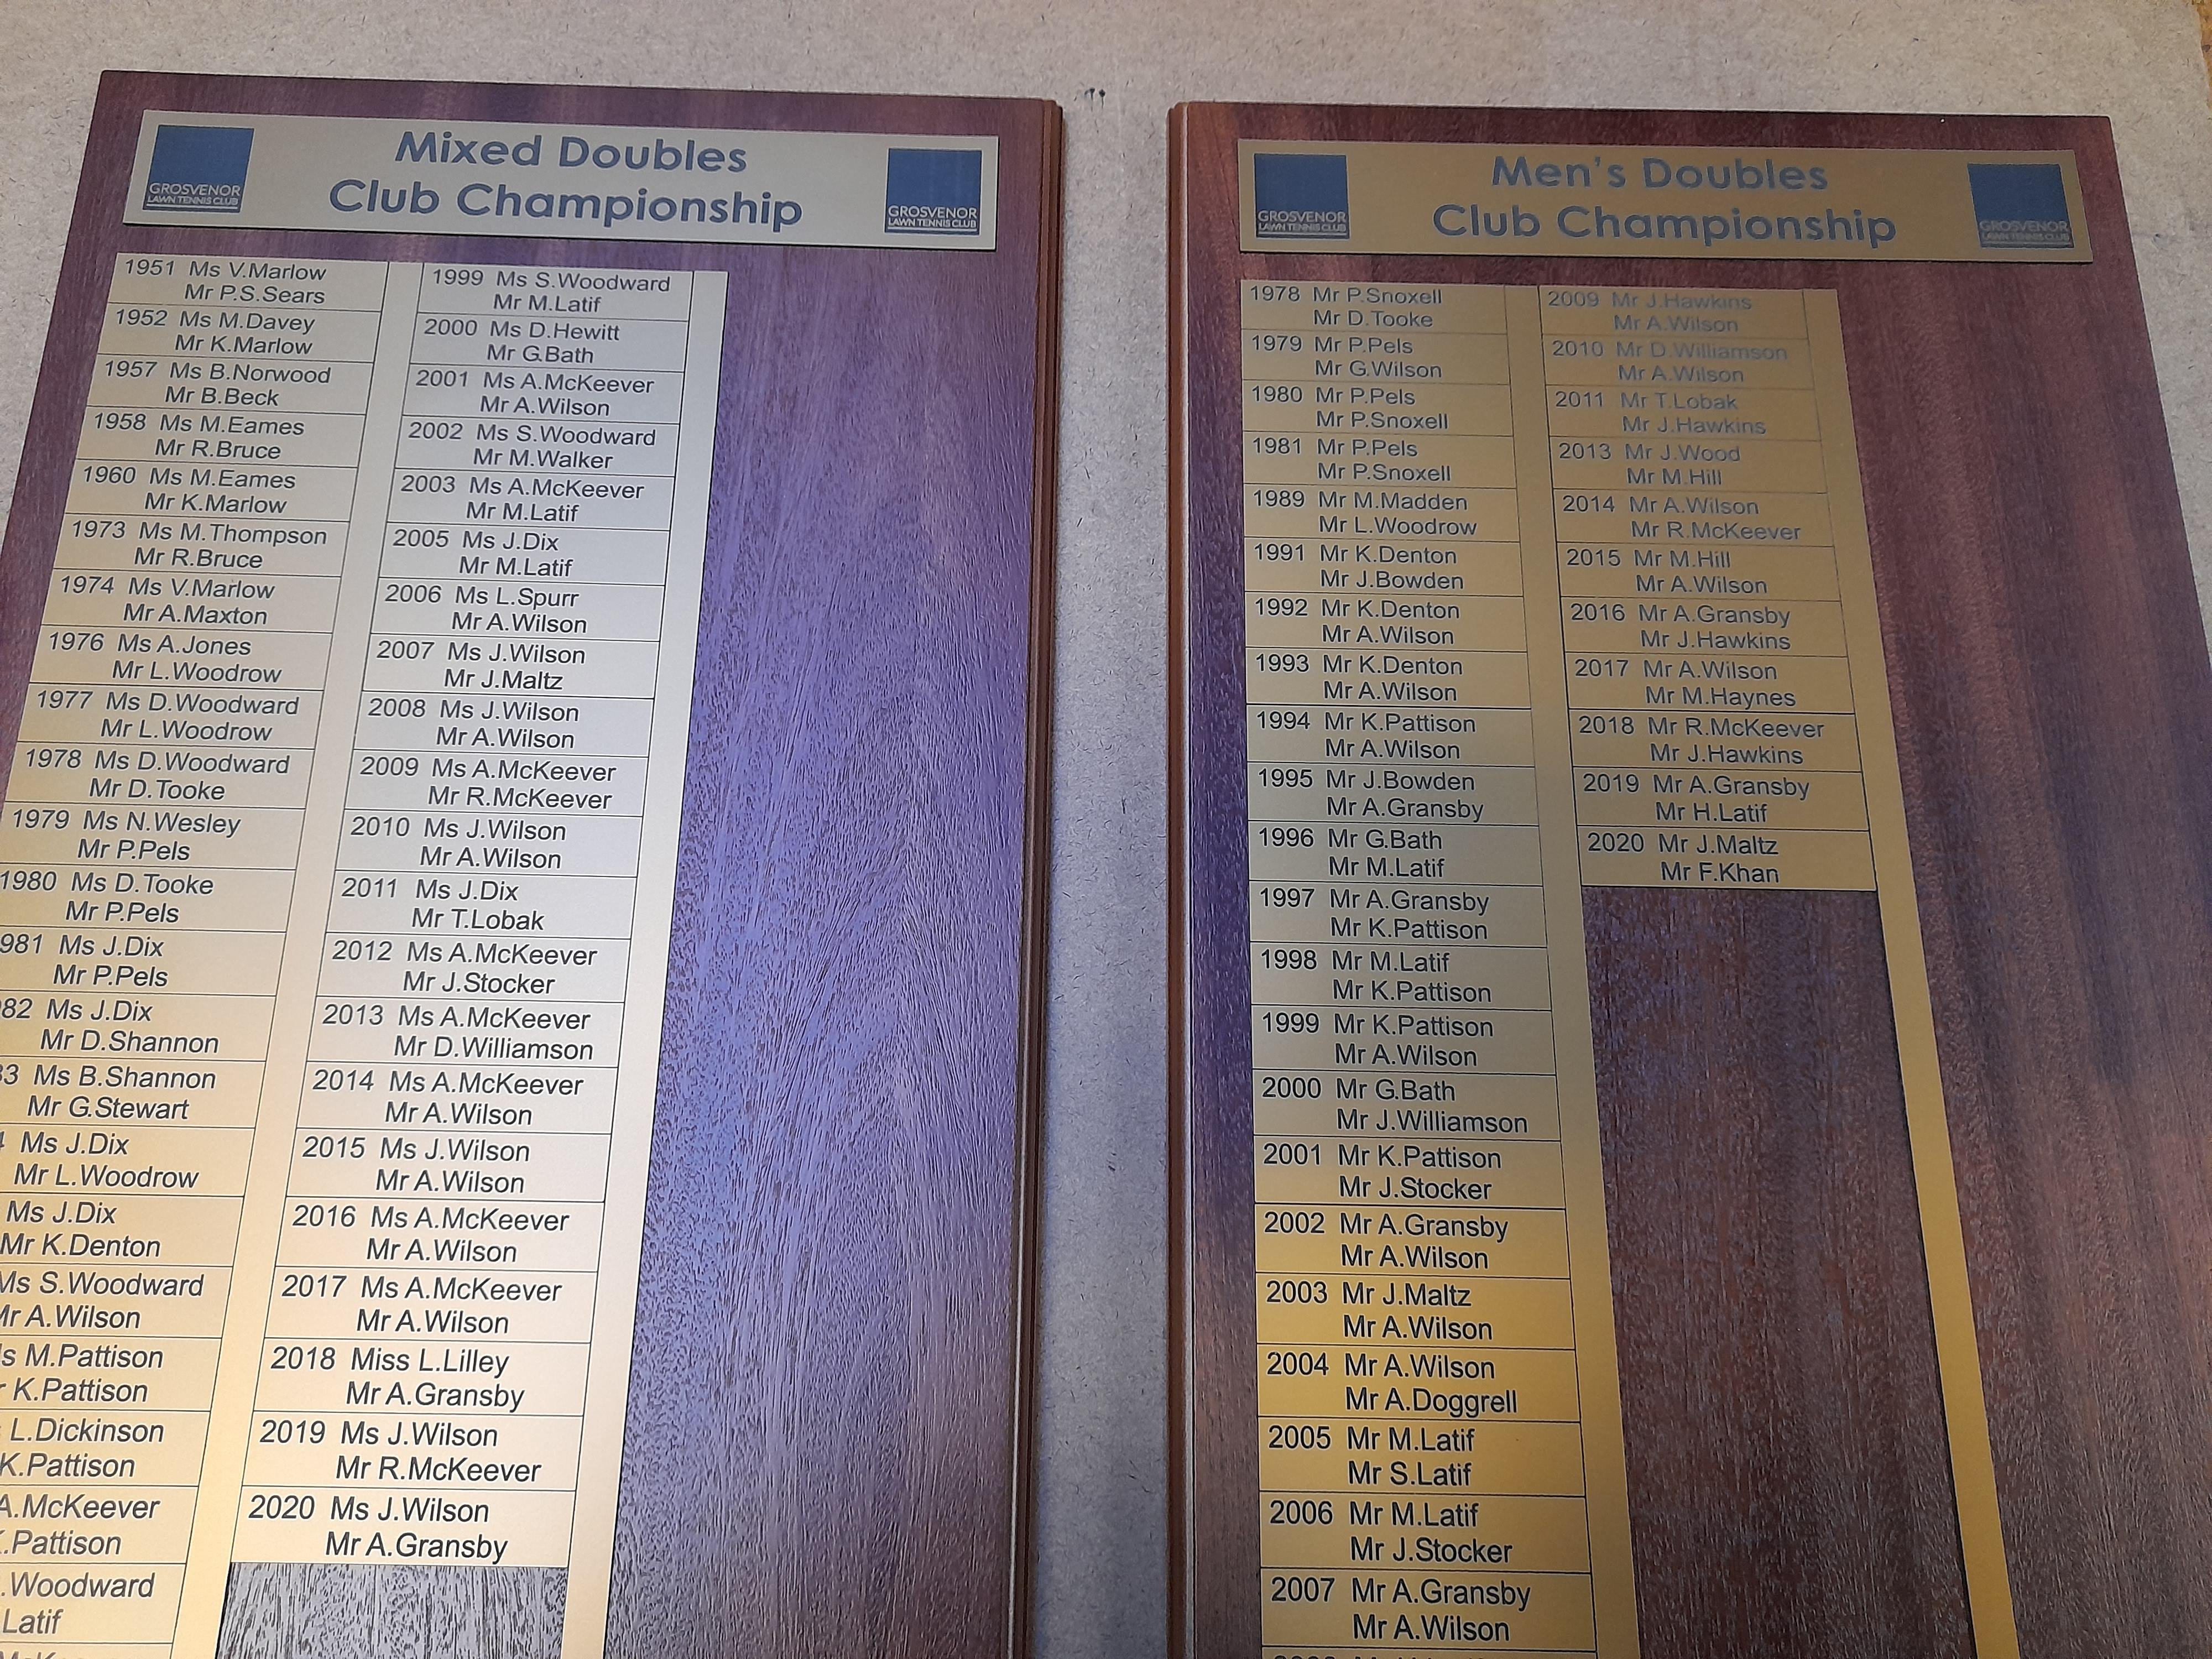 Mixed Doubles
Club Championship
GROSVENOR
LAWN TENNIS CLUB
GROSVENOR
LAWN TENNIS CLUB
1951 Ms V.Marlow
Mr P.S.Sears
1952 Ms M.Davey
Mr K.Marlow
1957 Ms B.Norwood
Mr B.Beck
1958 Ms M.Eames
Mr R.Bruce
1960 Ms M.Eames
Mr K.Marlow
1973 Ms M.Thompson
Mr R.Bruce
1974 Ms V.Marlow
Mr A.Maxton
1976 Ms A.Jones
Mr L.Woodrow
1977 Ms D.Woodward
Mr L.Woodrow
1978 Ms D.Woodward
Mr D.Tooke
1979 Ms N.Wesley
Mr P.Pels
1980 Ms D.Tooke
Mr P.Pels
981 Ms J.Dix
Mr P.Pels
82 Ms J.Dix
Mr D.Shannon
3 Ms B.Shannon
Mr G.Stewart
Ms J.Dix
Mr L.Woodrow
Ms J.Dix
Mr K.Denton
Ms S.Woodward
Mr A.Wilson
s M.Pattison
K.Pattison
L.Dickinson
K.Pattison
A.McKeever
.Pattison
.Woodward
Latif
1999 Ms S.Woodward
Mr M.Latif
2000 Ms D.Hewitt
Mr G.Bath
2001 Ms A.McKeever
Mr A.Wilson
2002 Ms S.Woodward
Mr M.Walker
2003 Ms A.McKeever
Mr M.Latif
2005 Ms J.Dix
Mr M.Latif
2006 Ms L.Spurr
Mr A.Wilson
2007 Ms J.Wilson
Mr J.Maltz
2008 Ms J.Wilson
Mr A.Wilson
2009 Ms A.McKeever
Mr R.McKeever
2010 Ms J.Wilson
Mr A.Wilson
2011 Ms J.Dix
Mr T.Lobak
2012 Ms A.McKeever
Mr J.Stocker
2013 Ms A.McKeever
Mr D.Williamson
2014 Ms A.McKeever
Mr A.Wilson
2015 Ms J.Wilson
Mr A.Wilson
2016 Ms A.McKeever
Mr A.Wilson
2017 Ms A.McKeever
Mr A.Wilson
2018 Miss L.Lilley
Mr A.Gransby
2019 Ms J.Wilson
Mr R.McKeever
2020 Ms J.Wilson
Mr A.Gransby
Men's Doubles
Club Championship
GROSVENOR
LAWN TENNIS CLUB
GROSVENOR
LAWN TENNIS CLUB
1978 Mr P.Snoxell
Mr D.Tooke
1979 Mr P.Pels
Mr G.Wilson
1980 Mr P.Pels
Mr P.Snoxell
1981 Mr P.Pels
Mr P.Snoxell
1989 Mr M.Madden
Mr L.Woodrow
1991 Mr K.Denton
Mr J.Bowden
1992 Mr K.Denton
Mr A.Wilson
1993 Mr K.Denton
Mr A.Wilson
1994 Mr K.Pattison
Mr A.Wilson
1995 Mr J.Bowden
Mr A.Gransby
1996 Mr G.Bath
Mr M.Latif
1997 Mr A.Gransby
Mr K.Pattison
1998 Mr M.Latif
Mr K.Pattison
1999 Mr K.Pattison
Mr A.Wilson
2000 Mr G.Bath
Mr J.Williamson
2001 Mr K.Pattison
Mr J.Stocker
2002 Mr A.Gransby
Mr A.Wilson
2003 Mr J.Maltz
Mr A.Wilson
2004 Mr A.Wilson
Mr A.Doggrell
2005 Mr M.Latif
Mr S.Latif
2006 Mr M.Latif
Mr J.Stocker
2007 Mr A.Gransby
Mr A.Wilson
2009 Mr J.Hawkins
Mr A.Wilson
2010 Mr D.Williamson
Mr A.Wilson
2011 Mr T.Lobak
Mr J.Hawkins
2013 Mr J.Wood
Mr M.Hill
2014 Mr A.Wilson
Mr R.McKeever
2015 Mr M.Hill
Mr A.Wilson
2016 Mr A.Gransby
Mr J.Hawkins
2017 Mr A.Wilson
Mr M.Haynes
2018 Mr R.McKeever
Mr J.Hawkins
2019 Mr A.Gransby
Mr H.Latif
2020 Mr J.Maltz
Mr F.Khan